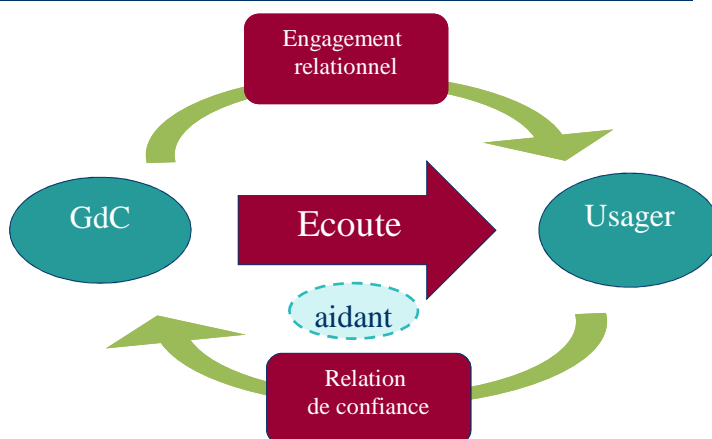 Engagement
relationnel
GdC
Ecoute
Usager
aidant
Relation
de confiance